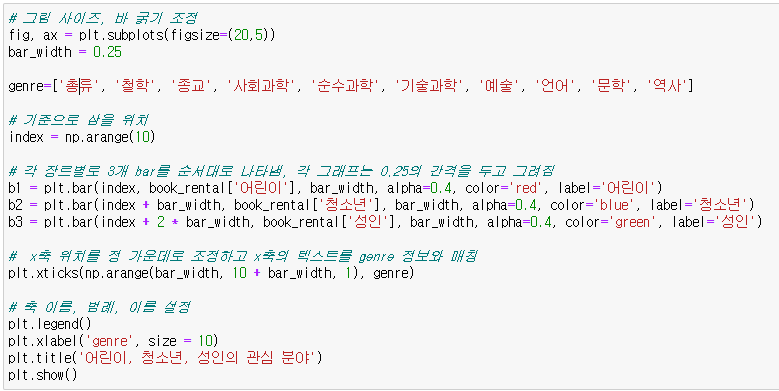 # 그림 사이즈, 바 굵기 조정
fig, ax = plt.subplots(figsize=(20,5))
bar_width = 0.25
genre=['총류', '철학', '종교', '사회과학', '순수과학', '기술과학', '예술', '언어', '문학', '역사']
# 기준으로 삼을 위치
index = np.arange(10)
# 각 장르별로 3개 bar를 순서대로 나타냄, 각 그래프는 0.25의 간격을 두고 그려짐
b1 = plt.bar(index, book_rental['어린이'], bar_width, alpha=0.4, color='red', label='어린이')
b2 = plt.bar(index + bar_width, book_rental['청소년'], bar_width, alpha=0.4, color='blue', label='청소년')
b3 = plt.bar(index + 2 * bar_width, book_rental['성인'], bar_width, alpha=0.4, color='green', label='성인')
#  x축 위치를 정 가운데로 조정하고 x축의 텍스트를 genre 정보와 매칭
plt.xticks(np.arange(bar_width, 10 + bar_width, 1), genre)
# 축 이름, 범례, 이름 설정
plt.legend()
plt.xlabel('genre', size = 10)
plt.title('어린이, 청소년, 성인의 관심 분야')
plt.show()